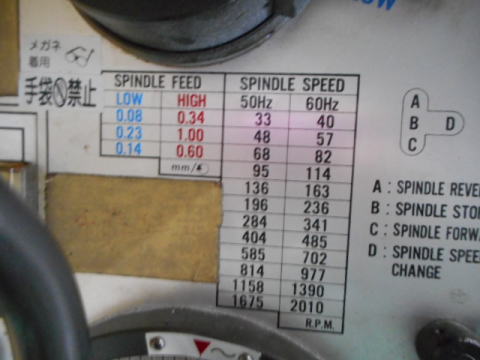 OW
メガネ
着用
手袋禁止
SPINDLE FEED
LOW HIGH
0.08 0.34
0.23 1.00
0.14 0.60
mm/
SPINDLE SPEED
50Hz 60Hz
33 40
48 57
68 82
95 114
136 163
196 236
284 341
404 485
585 702
814 977
1158 1390
1675 2010
R.P.M.
A
B D
C
A : SPINDLE REVE
B : SPINDLE STO
C : SPINDLE FORW
D : SPINDLE SPEE
CHANGE